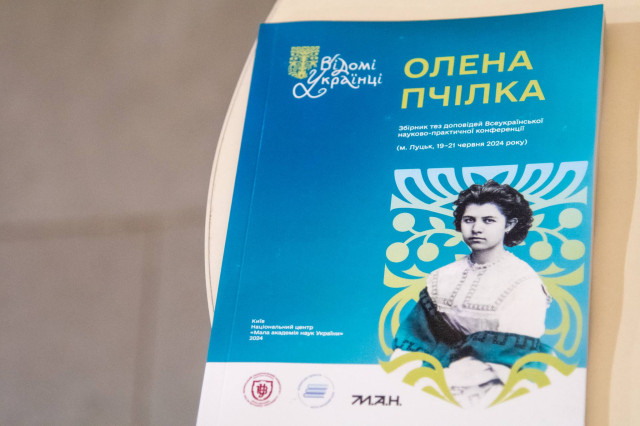 Відомі
Українці
ОЛЕНА
ПЧІЛКА
Збірник тез доповідей Всеукраїнської
науково-практичної конференції
(м. Луцьк, 19–21 червня 2024 року)
Київ
Національний центр
«Мала академія наук України»
2024
М.А.Н.